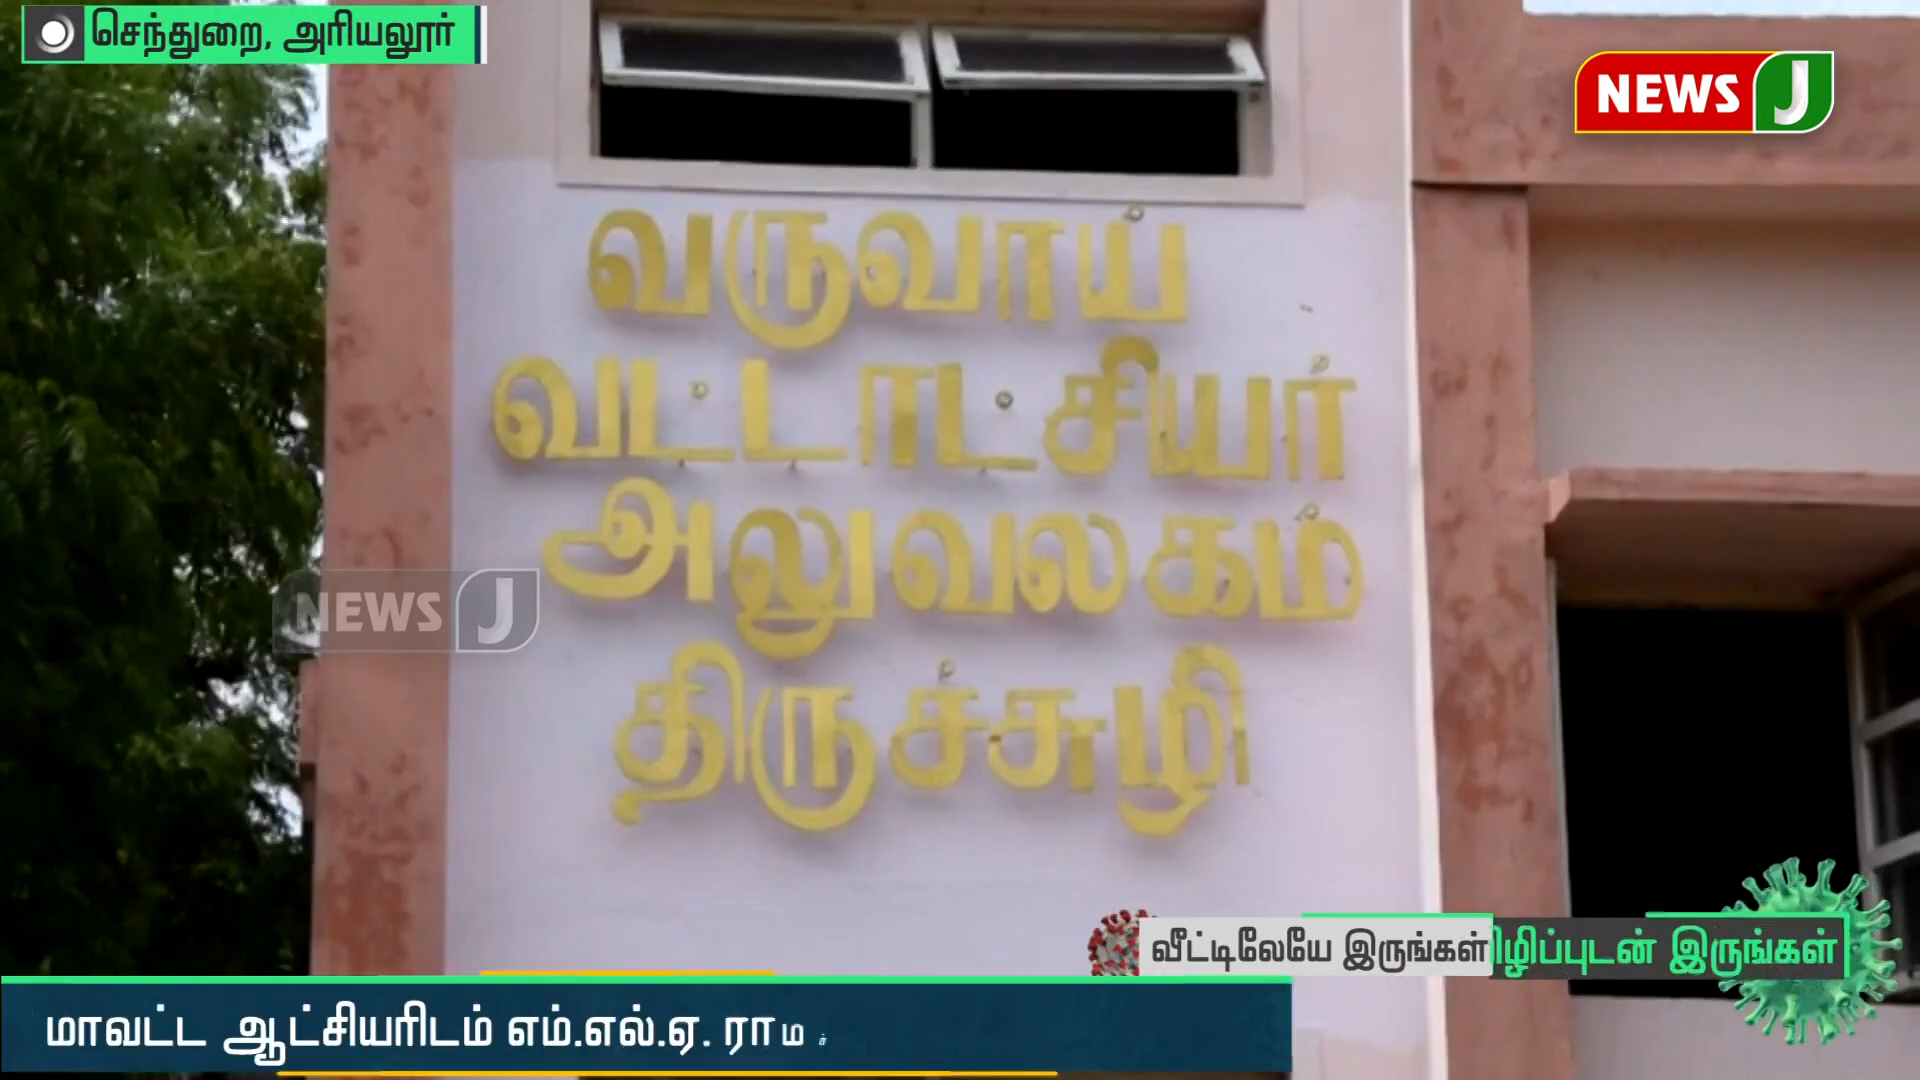 செந்துறை, அரியலூர்
NEWS J
வருவாய்
வட்டாட்சியர்
அலுவலகம்
திருச்சுழி
NEWS J
வீட்டிலேயே இருங்கள்
இருங்கள்
மாவட்ட ஆட்சியரிடம் எம்.எல்.ஏ.